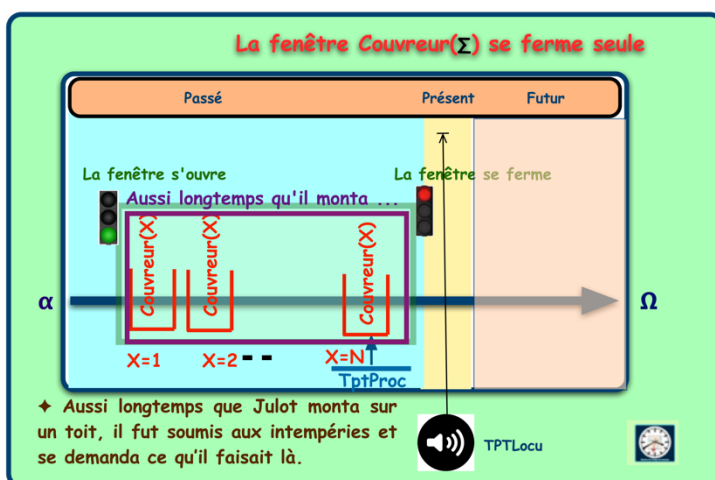 La fenêtre Couvreur(Σ) se ferme seule
Passé Présent Futur
La fenêtre s'ouvre La fenêtre se ferme
Aussi longtemps qu'il monta ...
Couvreur(X) Couvreur(X) Couvreur(X)
α Ω
X=1 X=2 - - X=N
TptProc
✦ Aussi longtemps que Julot monta sur
un toit, il fut soumis aux intempéries et
se demanda ce qu'il faisait là.
TPTLocu